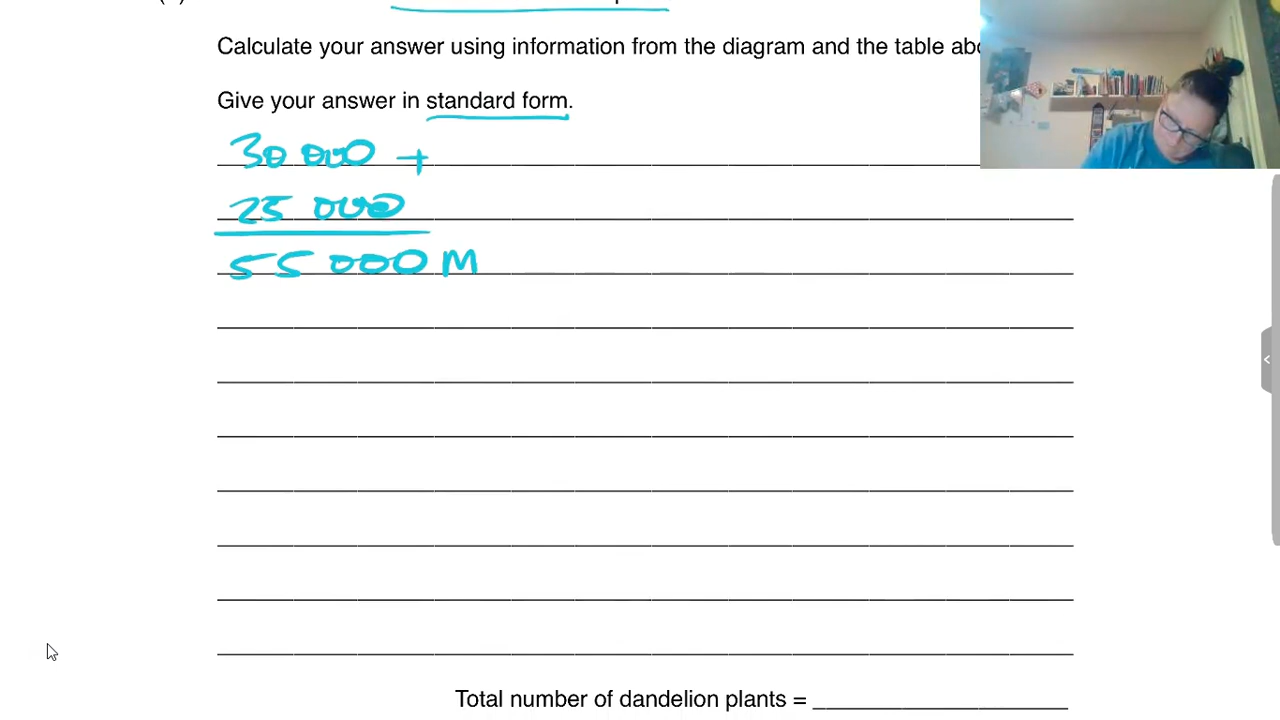 Calculate your answer using information from the diagram and the table
Give your answer in standard form.
30 000 +
25 000
55 000 M
Total number of dandelion plants =